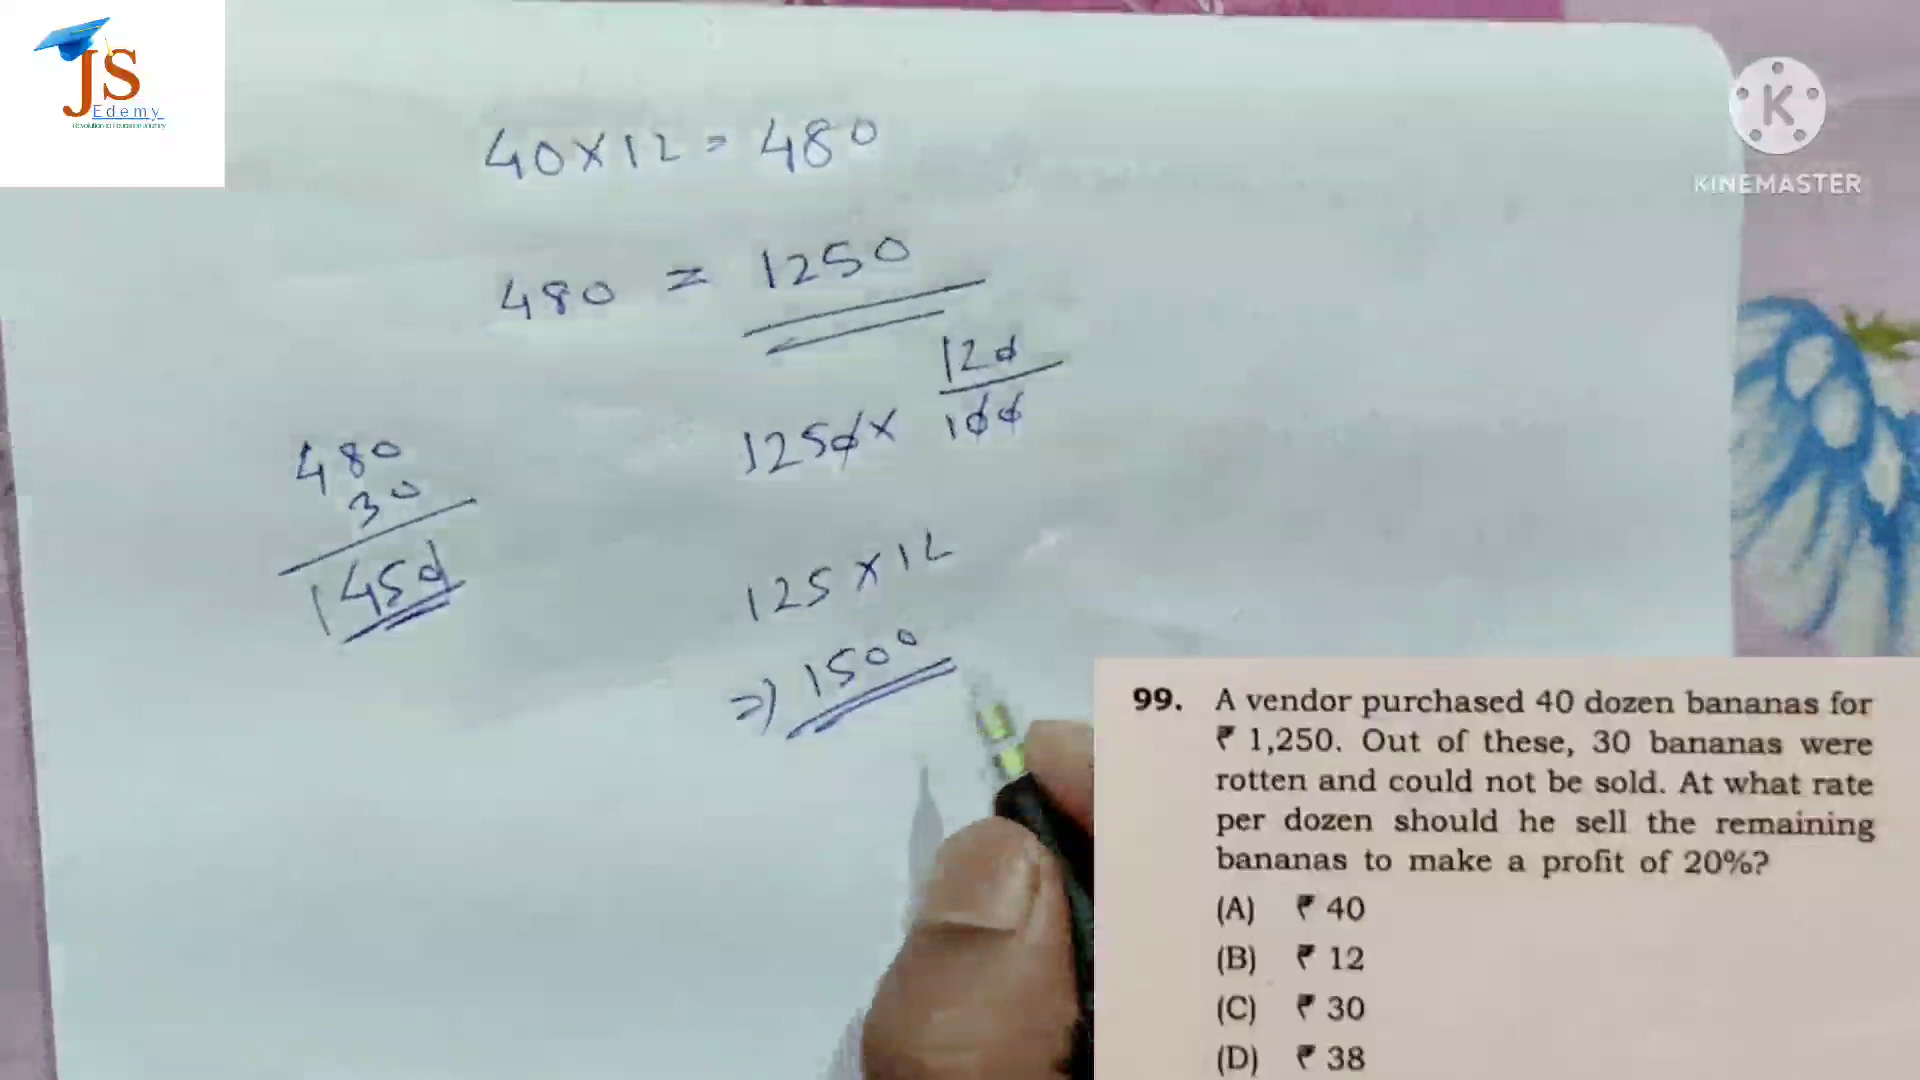 JS
Edemy
40 x 12 = 480
480 = 1250
120
1250 x 100
480
30
1450
125 x 12
=) 1500
KINEMASTER
99. A vendor purchased 40 dozen bananas for
₹ 1,250. Out of these, 30 bananas were
rotten and could not be sold. At what rate
per dozen should he sell the remaining
bananas to make a profit of 20%?
(A) ₹ 40
(B) ₹ 12
(C) ₹ 30
(D) ₹ 38